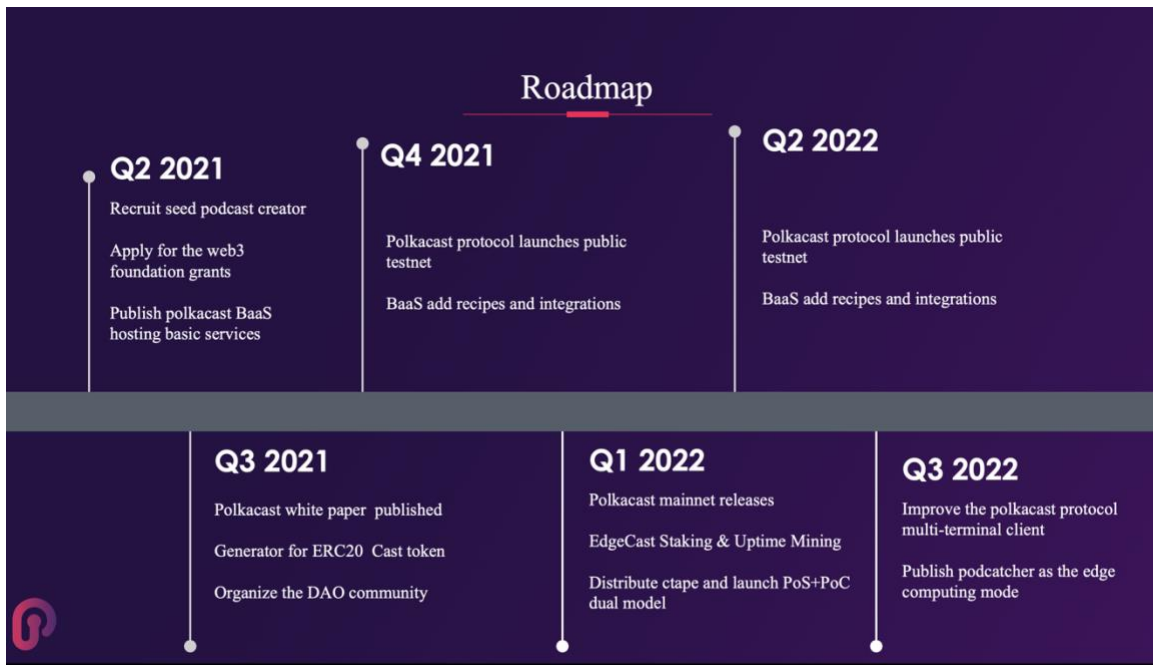 Roadmap
Q2 2021
Recruit seed podcast creator
Apply for the web3
foundation grants
Publish polkacast BaaS
hosting basic services
Q4 2021
Polkacast protocol launches public
testnet
BaaS add recipes and integrations
Q2 2022
Polkacast protocol launches public
testnet
BaaS add recipes and integrations
Q3 2021
Polkacast white paper published
Generator for ERC20 Cast token
Organize the DAO community
Q1 2022
Polkacast mainnet releases
EdgeCast Staking & Uptime Mining
Distribute ctape and launch PoS+PoC
dual model
Q3 2022
Improve the polkacast protocol
multi-terminal client
Publish podcatcher as the edge
computing mode